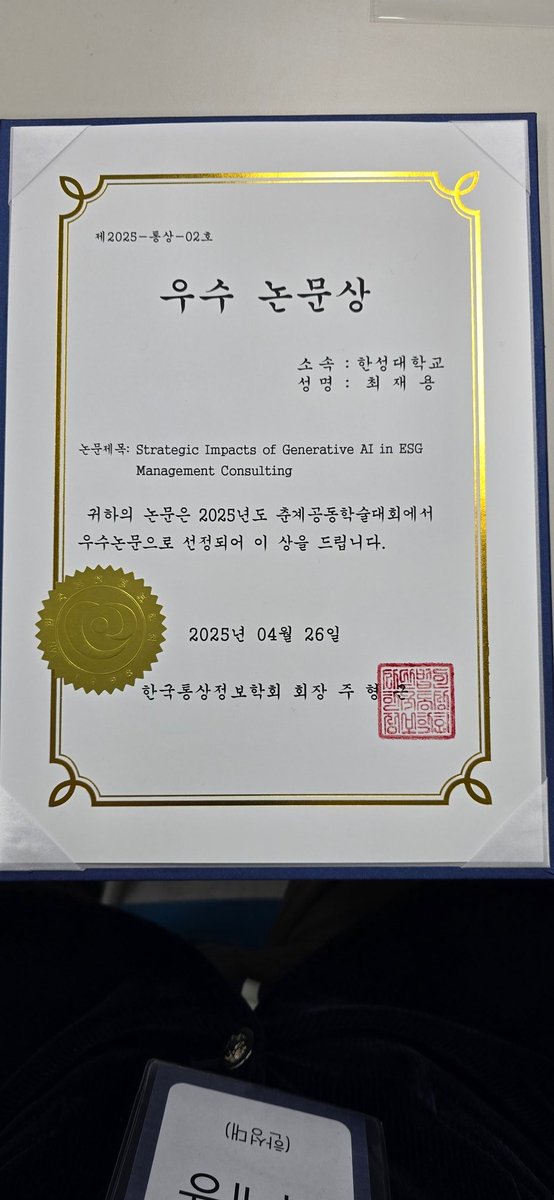 제2025-통상-02호
우수 논문상
소 속 : 한성대학교
성 명 : 최 재 용
논문제목: Strategic Impacts of Generative AI in ESG
Management Consulting
귀하의 논문은 2025년도 춘계공동학술대회에서
우수논문으로 선정되어 이 상을 드립니다.
2025년 04월 26일
한국통상정보학회 회장 주 형
(한성대)